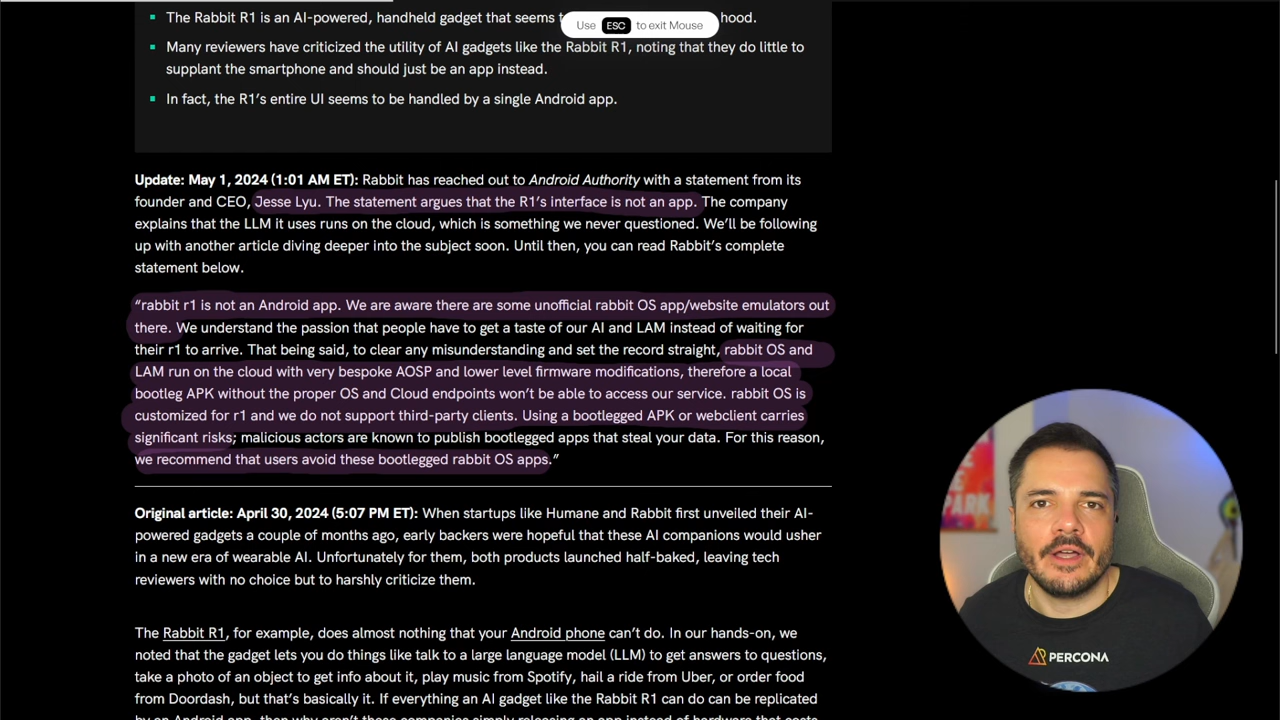 The Rabbit R1 is an AI-powered, handheld gadget that seems t hood.
Use ESC to exit Mouse
Many reviewers have criticized the utility of AI gadgets like the Rabbit R1, noting that they do little to
supplant the smartphone and should just be an app instead.
In fact, the R1’s entire UI seems to be handled by a single Android app.
Update: May 1, 2024 (1:01 AM ET): Rabbit has reached out to Android Authority with a statement from its
founder and CEO, Jesse Lyu. The statement argues that the R1’s interface is not an app. The company
explains that the LLM it uses runs on the cloud, which is something we never questioned. We’ll be following
up with another article diving deeper into the subject soon. Until then, you can read Rabbit’s complete
statement below.
“rabbit r1 is not an Android app. We are aware there are some unofficial rabbit OS app/website emulators out
there. We understand the passion that people have to get a taste of our AI and LAM instead of waiting for
their r1 to arrive. That being said, to clear any misunderstanding and set the record straight, rabbit OS and
LAM run on the cloud with very bespoke AOSP and lower level firmware modifications, therefore a local
bootleg APK without the proper OS and Cloud endpoints won’t be able to access our service. rabbit OS is
customized for r1 and we do not support third-party clients. Using a bootlegged APK or webclient carries
significant risks; malicious actors are known to publish bootlegged apps that steal your data. For this reason,
we recommend that users avoid these bootlegged rabbit OS apps.”
Original article: April 30, 2024 (5:07 PM ET): When startups like Humane and Rabbit first unveiled their AI-
powered gadgets a couple of months ago, early backers were hopeful that these AI companions would usher
in a new era of wearable AI. Unfortunately for them, both products launched half-baked, leaving tech
reviewers with no choice but to harshly criticize them.
The Rabbit R1, for example, does almost nothing that your Android phone can’t do. In our hands-on, we
noted that the gadget lets you do things like talk to a large language model (LLM) to get answers to questions,
take a photo of an object to get info about it, play music from Spotify, hail a ride from Uber, or order food
from Doordash, but that’s basically it. If everything an AI gadget like the Rabbit R1 can do can be replicated
by an Android app, then why aren’t these companies simply releasing an app instead of hardware that costs
PERCONA